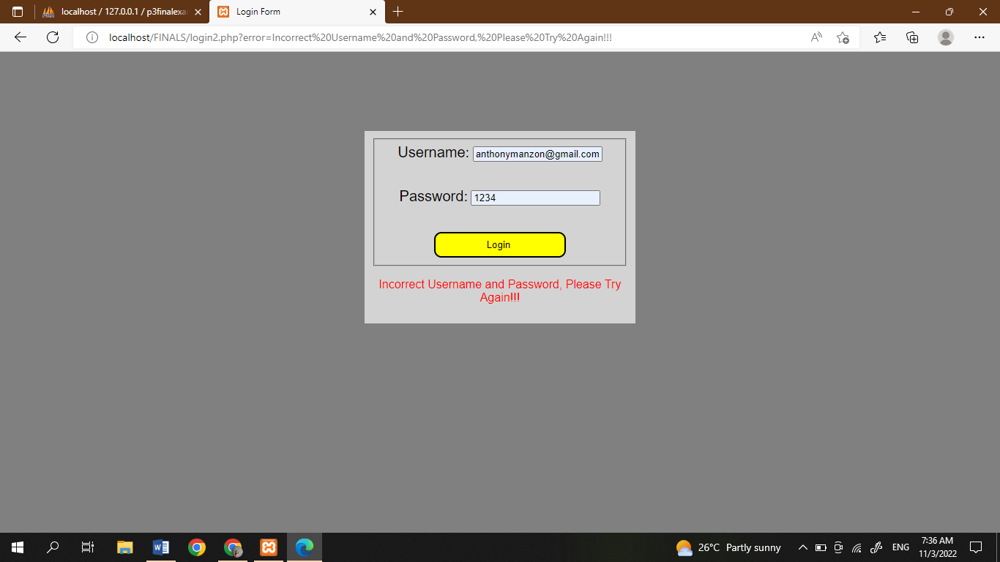 localhost / 127.0.0.1 / p3finalexa
Login Form
localhost/FINALS/login2.php?error=Incorrect%20Username%20and%20Password,%20Please%20Try%20Again!!!
Username: anthonymanzon@gmail.com
Password: 1234
Login
Incorrect Username and Password, Please Try
Again!!!
26°C Partly sunny
ENG
7:36 AM
11/3/2022